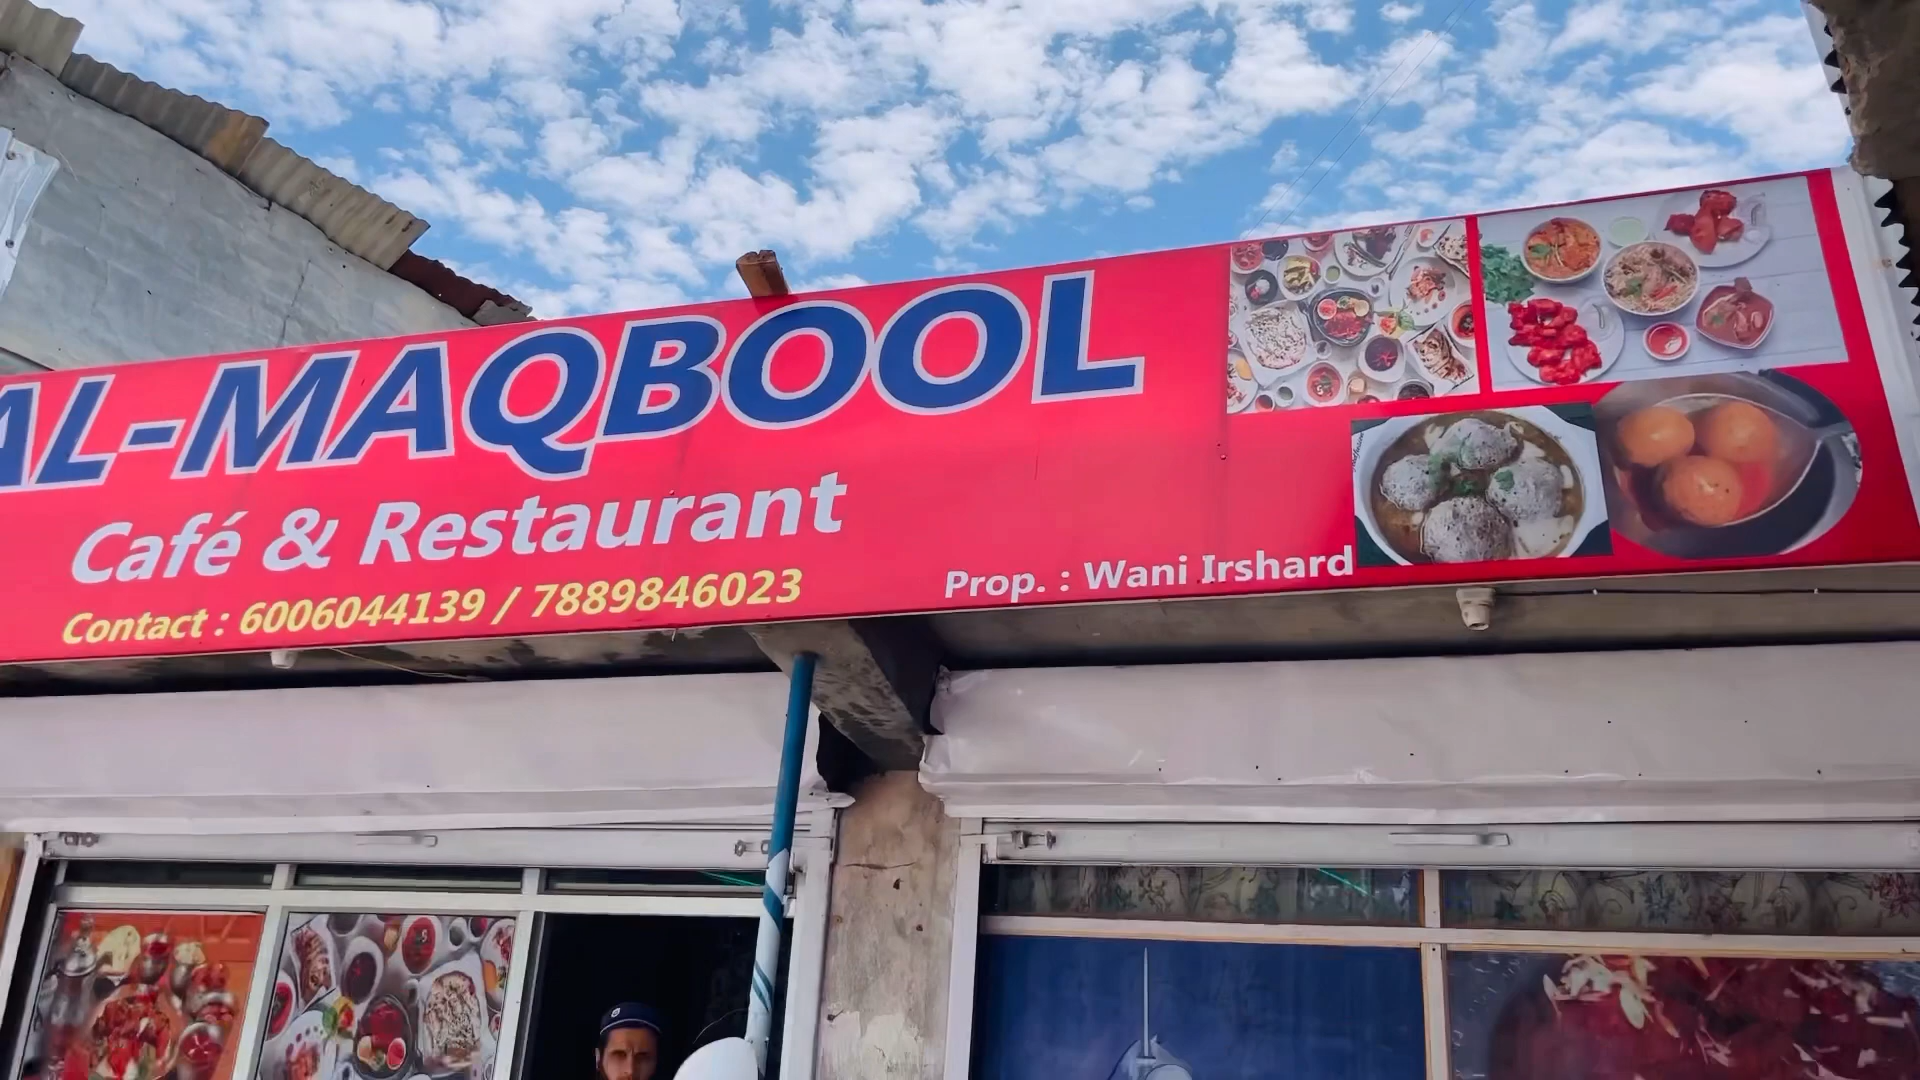 AL-MAQBOOL
Café & Restaurant
Contact : 6006044139 / 7889846023
Prop. : Wani Irshard